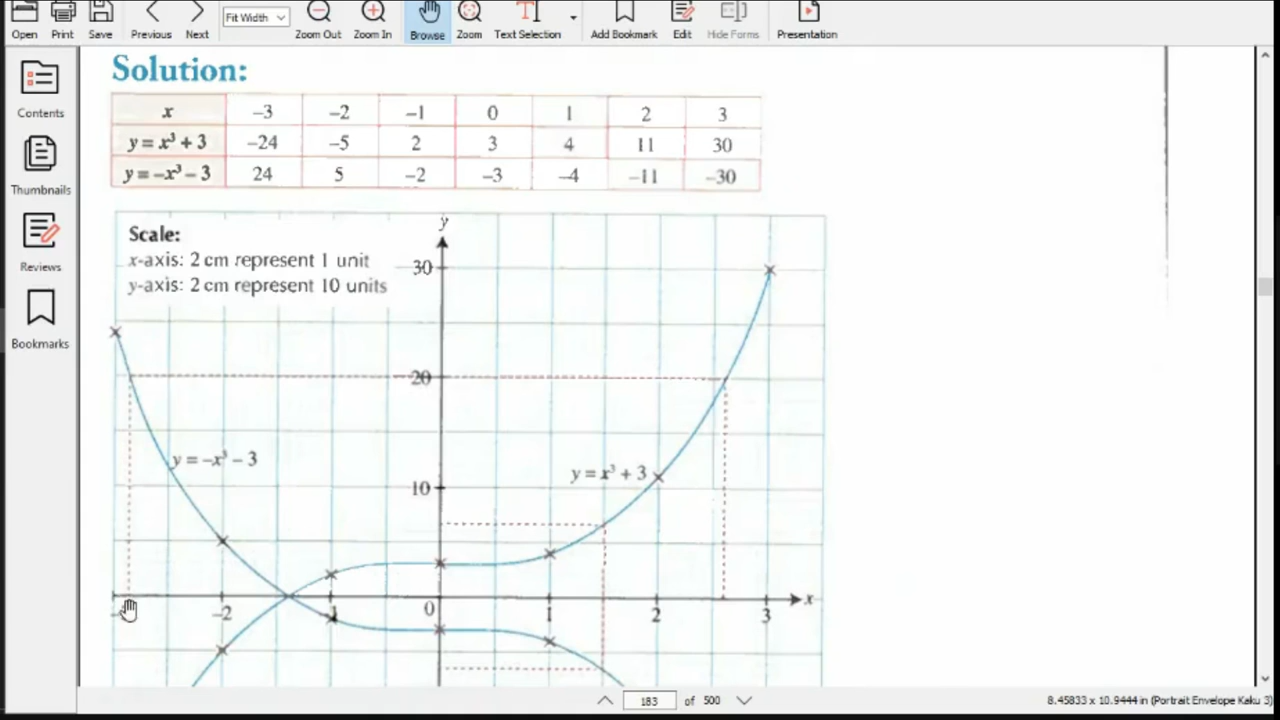 Open Print Save Previous Next Fit Width Zoom Out Zoom In Browse Zoom Text Selection Add Bookmark Edit Hide Forms Presentation
Contents
Thumbnails
Reviews
Bookmarks
Solution:
x −3 −2 −1 0 1 2 3
y = x³ + 3 −24 −5 2 3 4 11 30
y = −x³ − 3 24 5 −2 −3 −4 −11 −30
Scale:
x-axis: 2 cm represent 1 unit
y-axis: 2 cm represent 10 units
y
30
20
y = −x³ − 3
y = x³ + 3
10
−2 −1 0 1 2 3 x
183 of 500
8.45833 x 10.9444 in (Portrait Envelope Kaku 3)